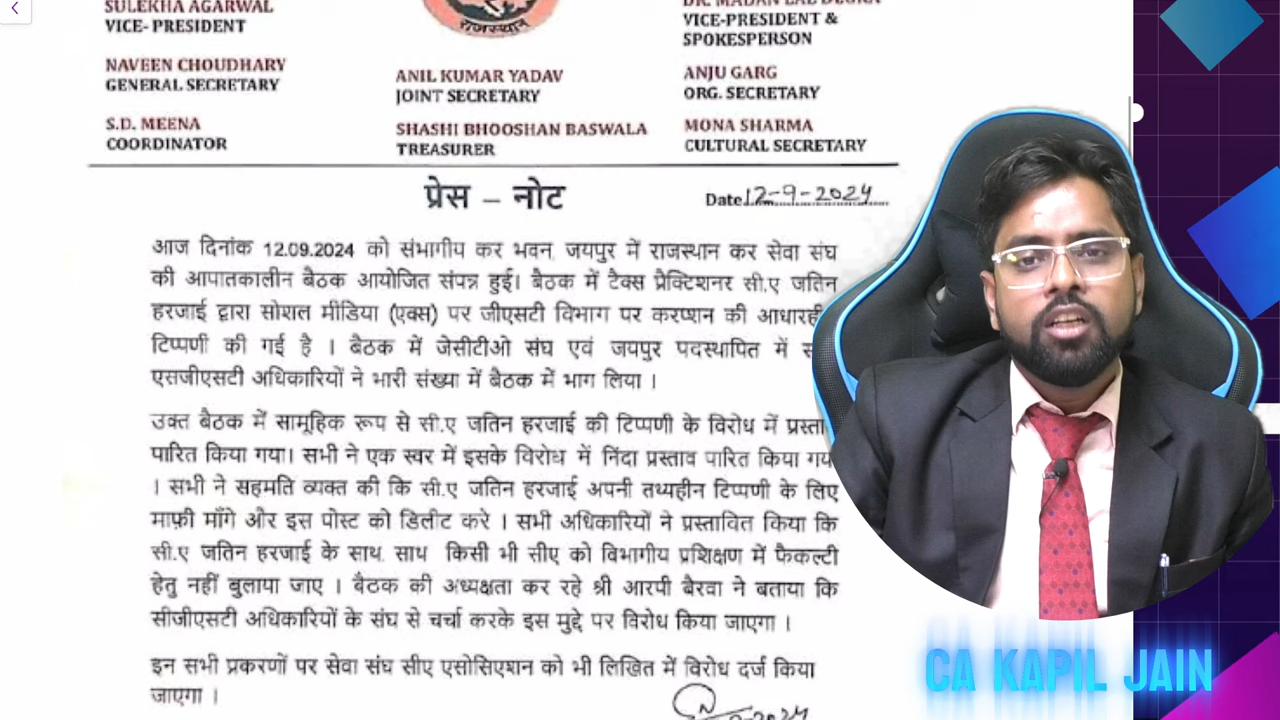 SULEKHA AGARWAL
VICE- PRESIDENT
NAVEEN CHOUDHARY
GENERAL SECRETARY
S.D. MEENA
COORDINATOR
राजस्थान
ANIL KUMAR YADAV
JOINT SECRETARY
SHASHI BHOOSHAN BASWALA
TREASURER
VICE-PRESIDENT &
SPOKESPERSON
ANJU GARG
ORG. SECRETARY
MONA SHARMA
CULTURAL SECRETARY
प्रेस – नोट
Date 12-9-2024
आज दिनांक 12.09.2024 को संभागीय कर भवन, जयपुर में राजस्थान कर सेवा संघ
की आपातकालीन बैठक आयोजित संपन्न हुई। बैठक में टैक्स प्रैक्टिशनर सी.ए जतिन
हरजाई द्वारा सोशल मीडिया (एक्स) पर जीएसटी विभाग पर करप्शन की
टिप्पणी की गई है । बैठक में जेसीटीओ संघ एवं जयपुर पदस्थापित में
एसजीएसटी अधिकारियों ने भारी संख्या में बैठक में भाग लिया ।
उक्त बैठक में सामूहिक रूप से सी.ए जतिन हरजाई की टिप्पणी के विरोध में
पारित किया गया। सभी ने एक स्वर में इसके विरोध में निंदा प्रस्ताव पारित किया
। सभी ने सहमति व्यक्त की कि सी.ए जतिन हरजाई अपनी तथ्यहीन टिप्पणी के लिए
माफ़ी माँगे और इस पोस्ट को डिलीट करे । सभी अधिकारियों ने प्रस्तावित किया कि
सी.ए जतिन हरजाई के साथ. साथ किसी भी सीए को विभागीय प्रशिक्षण में फैकल्टी
हेतु नहीं बुलाया जाए । बैठक की अध्यक्षता कर रहे श्री आरपी बैरवा ने बताया कि
सीजीएसटी अधिकारियों के संघ से चर्चा करके इस मुद्दे पर विरोध किया जाएगा ।
इन सभी प्रकरणों पर सेवा संघ सीए एसोसिएशन को भी लिखित में विरोध दर्ज किया
जाएगा ।
CA KAPIL JAIN